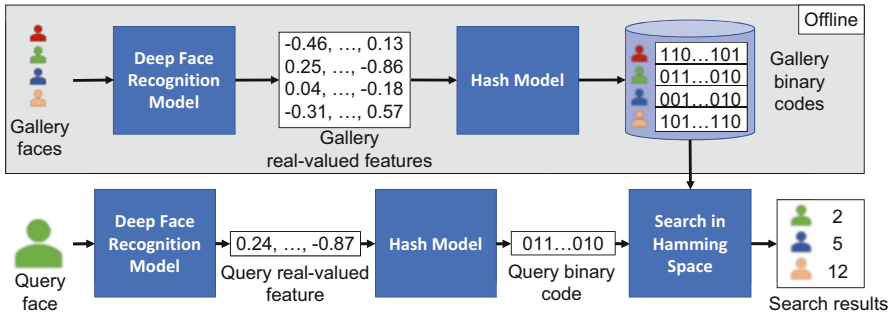 Offline
Deep Face
Recognition
Model
-0.46, …, 0.13
0.25, …, -0.86
0.04, …, -0.18
-0.31, …, 0.57
Hash Model
110…101
011…010
001…010
101…110
Gallery
binary
codes
Gallery
faces
Gallery
real-valued features
Deep Face
Recognition
Model
0.24, …, -0.87
Hash Model
011…010
Search in
Hamming
Space
2
5
12
Query
face
Query real-valued
feature
Query binary
code
Search results